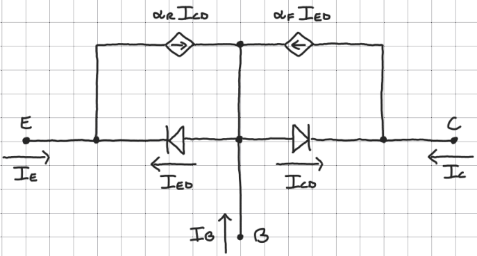 αR ICD αF IED
E C
IE IED ICD IC
IB B